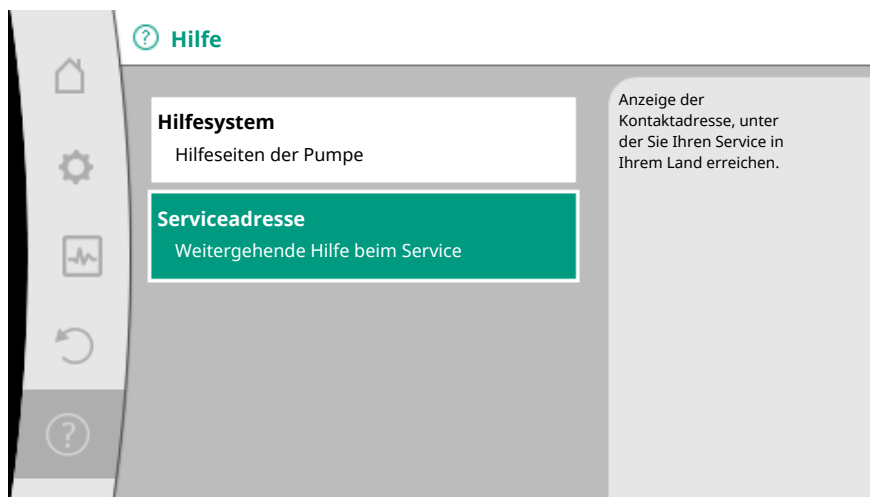 Hilfe
Hilfesystem
Hilfeseiten der Pumpe
Serviceadresse
Weitergehende Hilfe beim Service
Anzeige der
Kontaktadresse, unter
der Sie Ihren Service in
Ihrem Land erreichen.